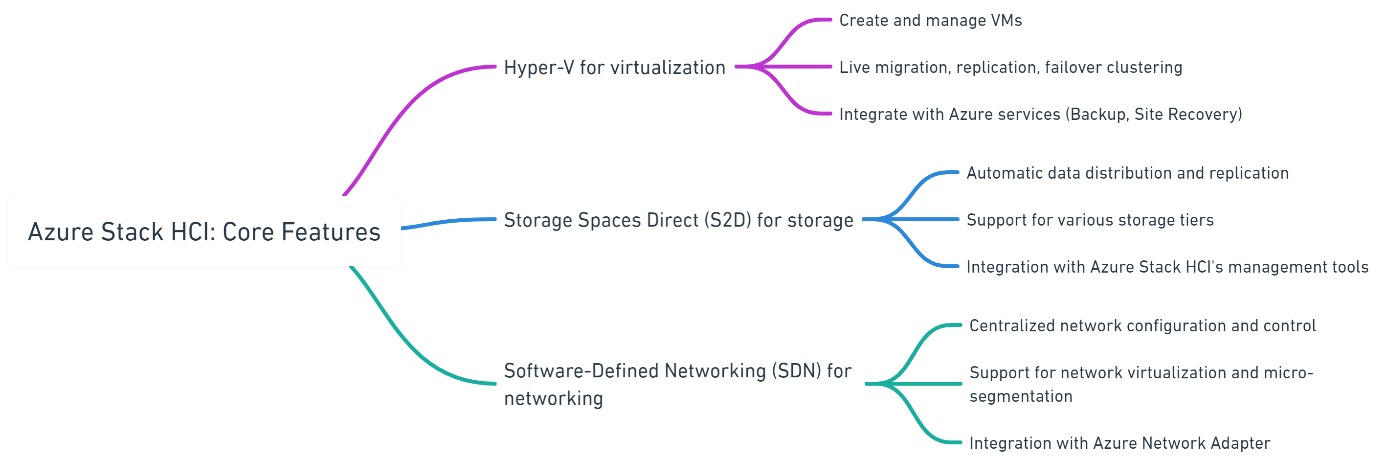 Azure Stack HCI: Core Features
Hyper-V for virtualization
Create and manage VMs
Live migration, replication, failover clustering
Integrate with Azure services (Backup, Site Recovery)
Storage Spaces Direct (S2D) for storage
Automatic data distribution and replication
Support for various storage tiers
Integration with Azure Stack HCI's management tools
Software-Defined Networking (SDN) for
networking
Centralized network configuration and control
Support for network virtualization and micro-
segmentation
Integration with Azure Network Adapter